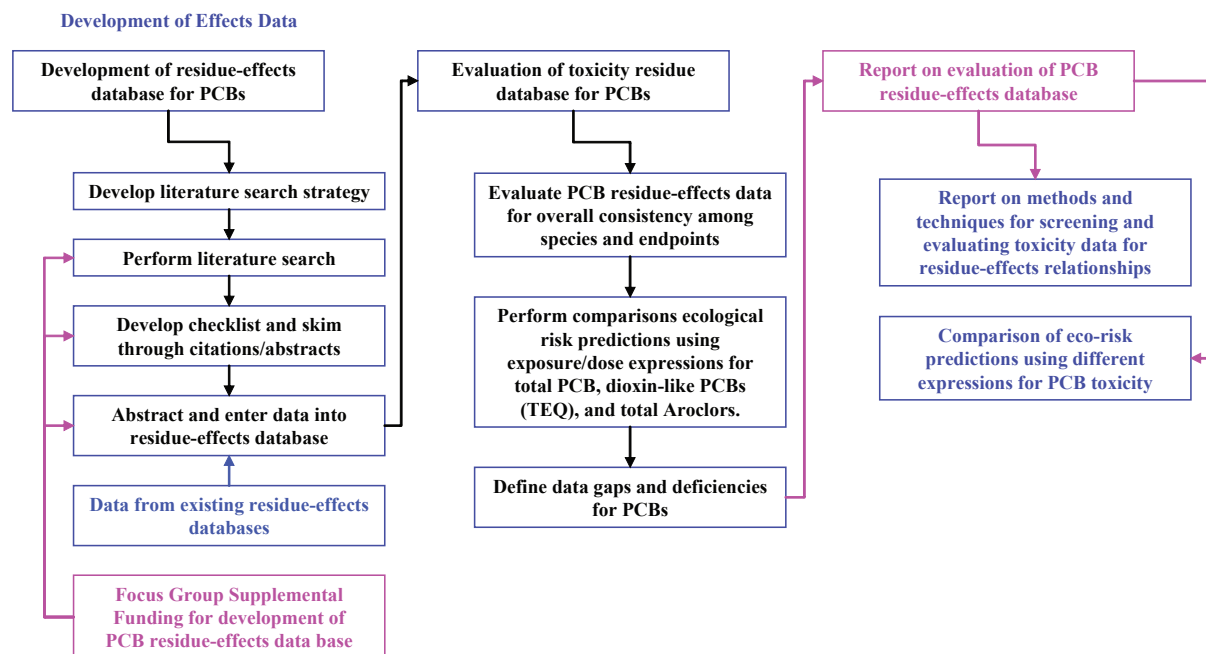 Development of Effects Data
Development of residue-effects
database for PCBs
Develop literature search strategy
Perform literature search
Develop checklist and skim
through citations/abstracts
Abstract and enter data into
residue-effects database
Data from existing residue-effects
databases
Focus Group Supplemental
Funding for development of
PCB residue-effects data base
Evaluation of toxicity residue
database for PCBs
Evaluate PCB residue-effects data
for overall consistency among
species and endpoints
Perform comparisons ecological
risk predictions using
exposure/dose expressions for
total PCB, dioxin-like PCBs
(TEQ), and total Aroclors.
Define data gaps and deficiencies
for PCBs
Report on evaluation of PCB
residue-effects database
Report on methods and
techniques for screening and
evaluating toxicity data for
residue-effects relationships
Comparison of eco-risk
predictions using different
expressions for PCB toxicity